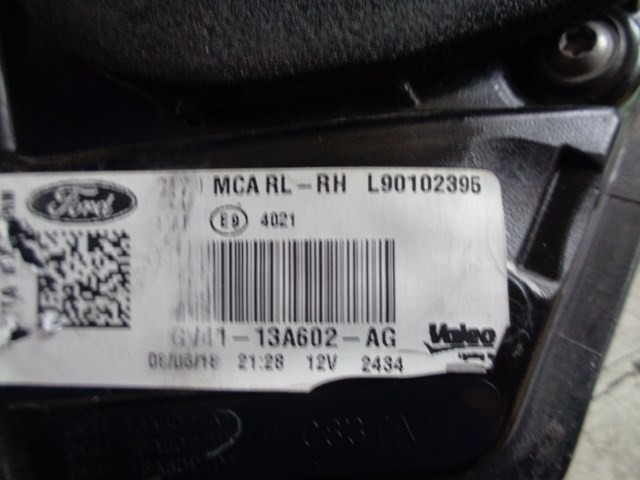 MCA RL-RH L90102395
Ford
E9 4021
GV41-13A602-AG
Valeo
21:28 12V 2434